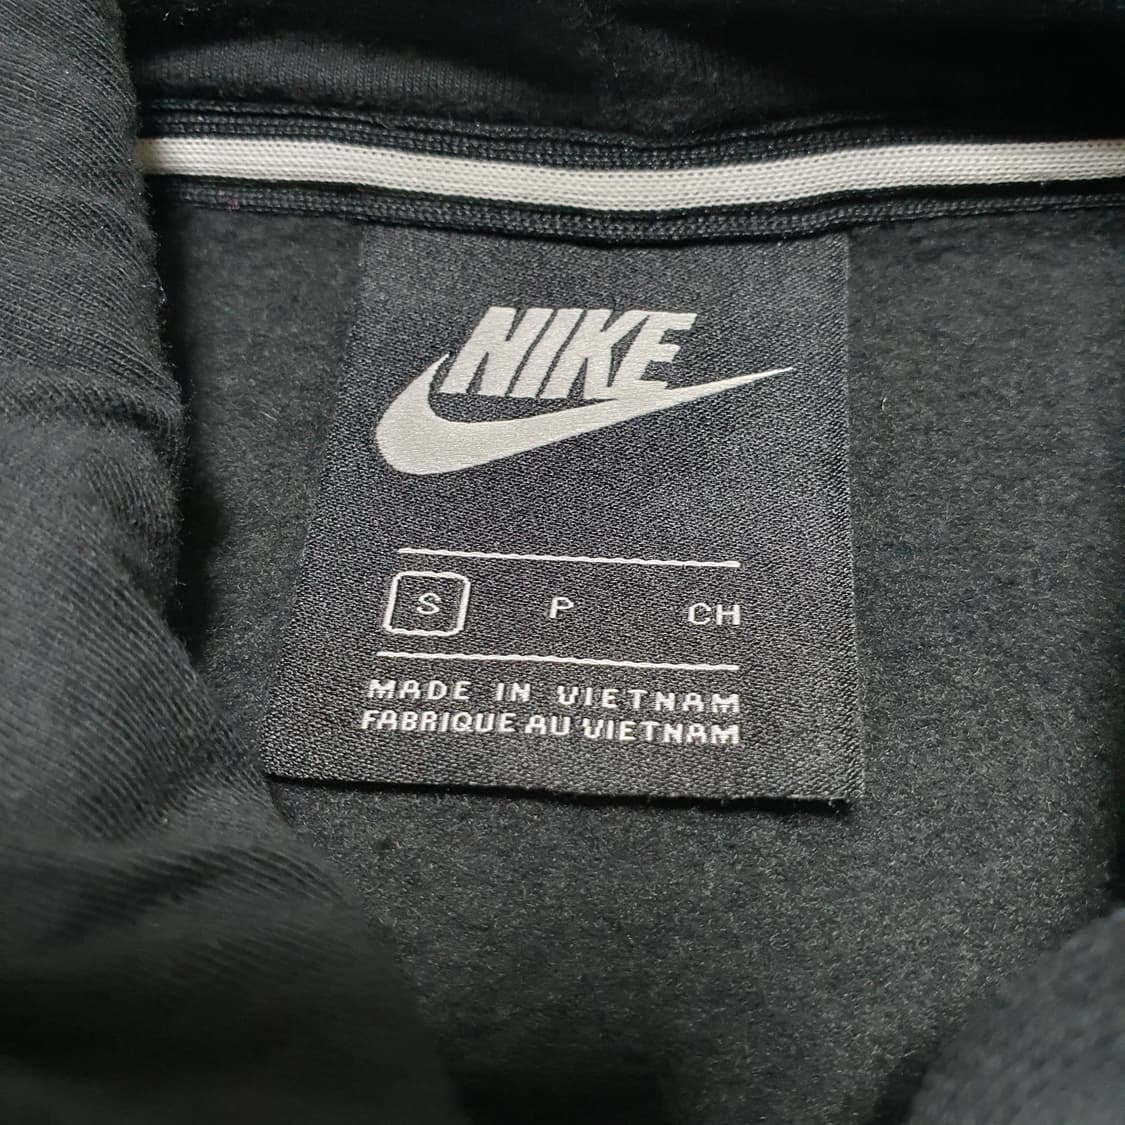 NIKE
S P CH
MADE IN VIETNAM
FABRIQUE AU VIETNAM